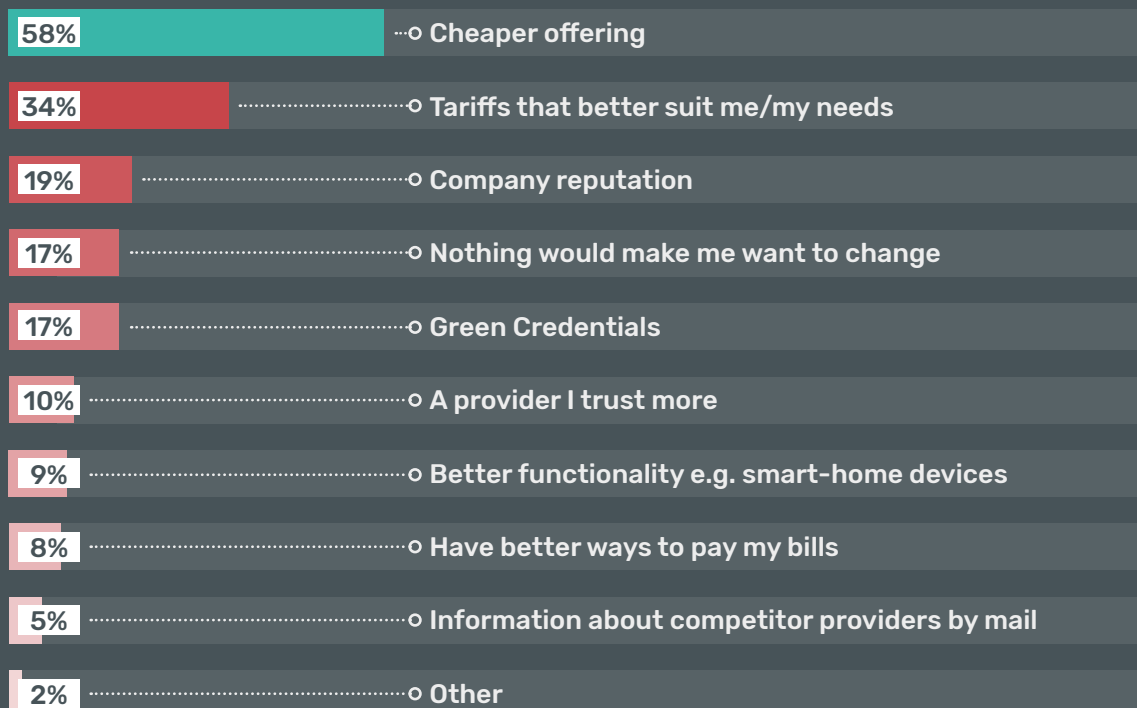 58% Cheaper offering
34% Tariffs that better suit me/my needs
19% Company reputation
17% Nothing would make me want to change
17% Green Credentials
10% A provider I trust more
9% Better functionality e.g. smart-home devices
8% Have better ways to pay my bills
5% Information about competitor providers by mail
2% Other